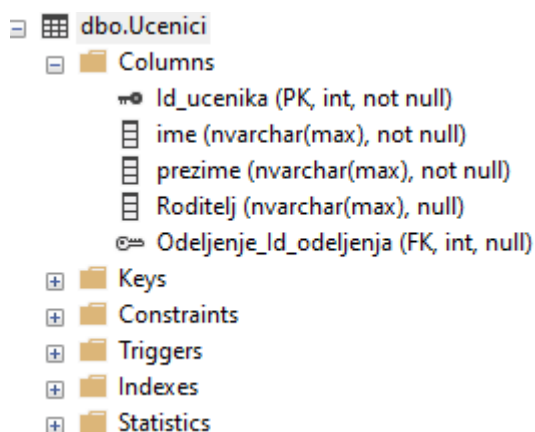 dbo.Ucenici
Columns
Id_ucenika (PK, int, not null)
ime (nvarchar(max), not null)
prezime (nvarchar(max), not null)
Roditelj (nvarchar(max), null)
Odeljenje_Id_odeljenja (FK, int, null)
Keys
Constraints
Triggers
Indexes
Statistics